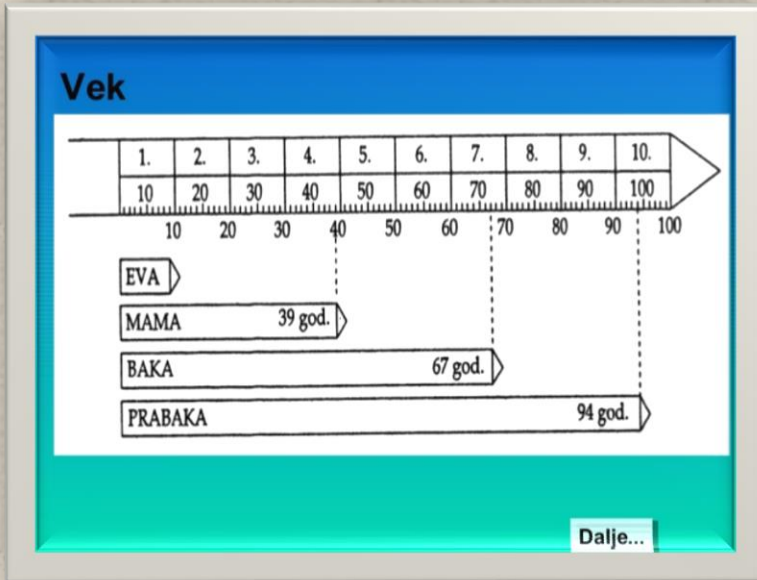 Vek
1. 2. 3. 4. 5. 6. 7. 8. 9. 10.
10 20 30 40 50 60 70 80 90 100
10 20 30 40 50 60 70 80 90 100
EVA
MAMA 39 god.
BAKA 67 god.
PRABAKA 94 god.
Dalje...